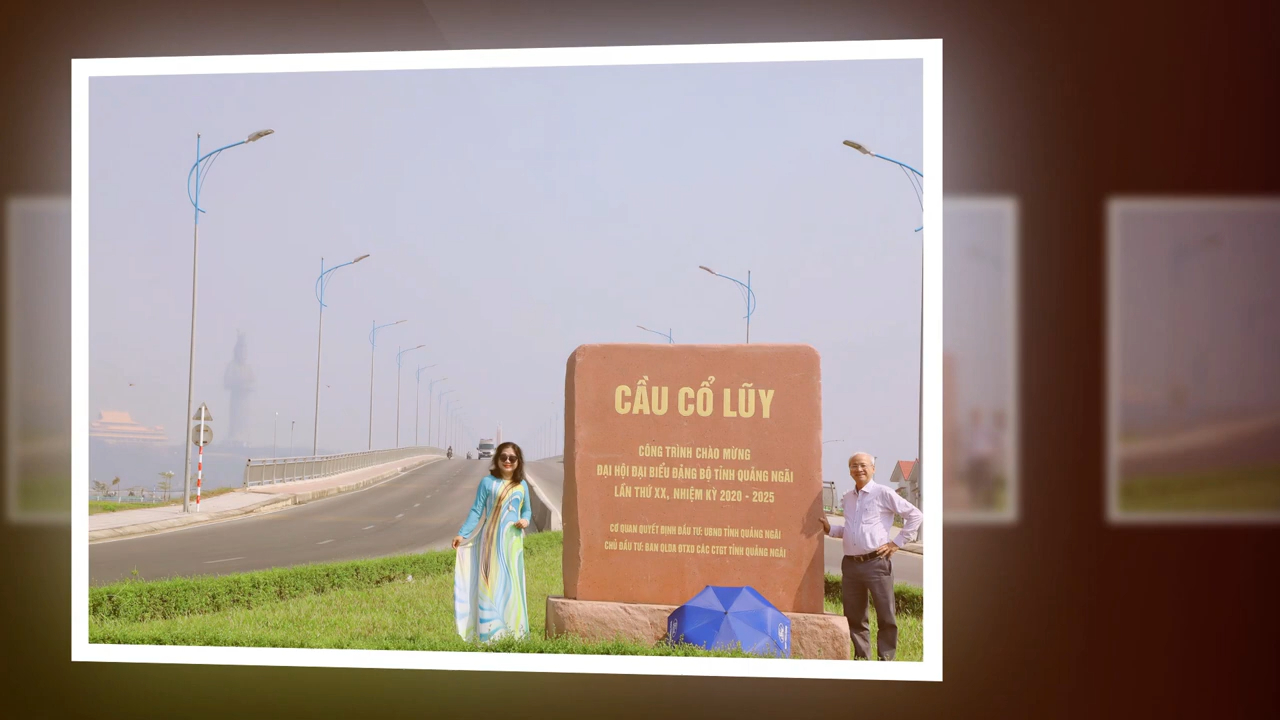 CẦU CỔ LŨY
CÔNG TRÌNH CHÀO MỪNG
ĐẠI HỘI ĐẠI BIỂU ĐẢNG BỘ TỈNH QUẢNG NGÃI
LẦN THỨ XX, NHIỆM KỲ 2020 - 2025
CƠ QUAN QUYẾT ĐỊNH ĐẦU TƯ: UBND TỈNH QUẢNG NGÃI
CHỦ ĐẦU TƯ: BAN QLDA ĐTXD CÁC CTGT TỈNH QUẢNG NGÃI